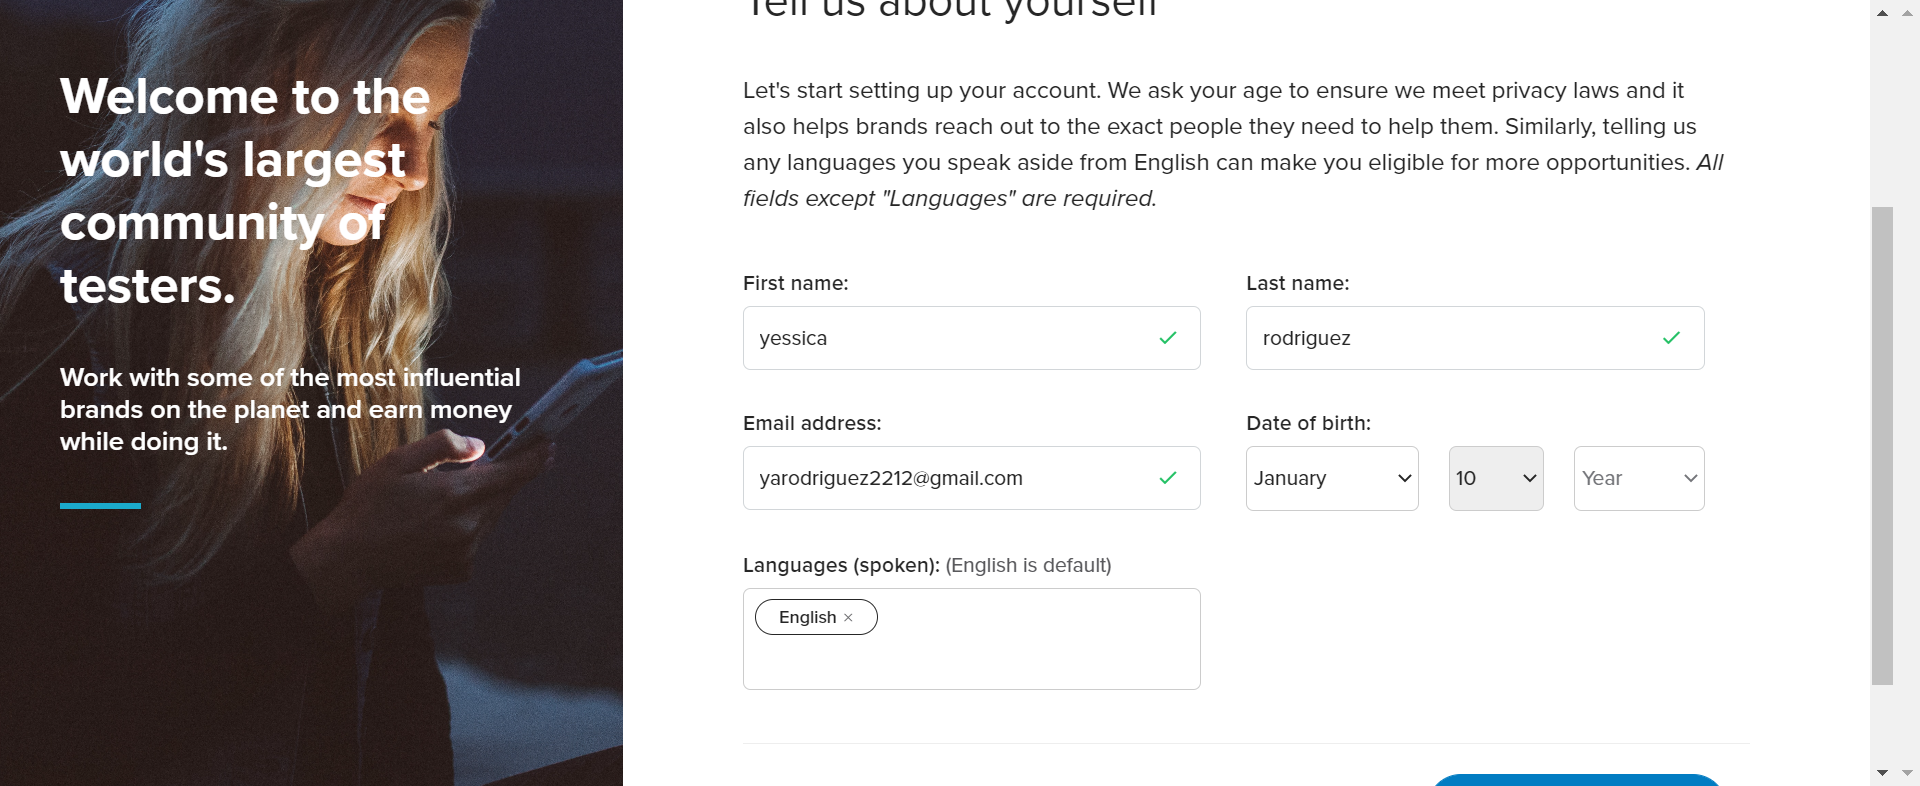 Welcome to the
world's largest
community of
testers.
Work with some of the most influential
brands on the planet and earn money
while doing it.
Tell us about yourself
Let's start setting up your account. We ask your age to ensure we meet privacy laws and it
also helps brands reach out to the exact people they need to help them. Similarly, telling us
any languages you speak aside from English can make you eligible for more opportunities. All
fields except "Languages" are required.
First name:
Last name:
yessica
rodriguez
Email address:
Date of birth:
yarodriguez2212@gmail.com
January
10
Year
Languages (spoken): (English is default)
English ×